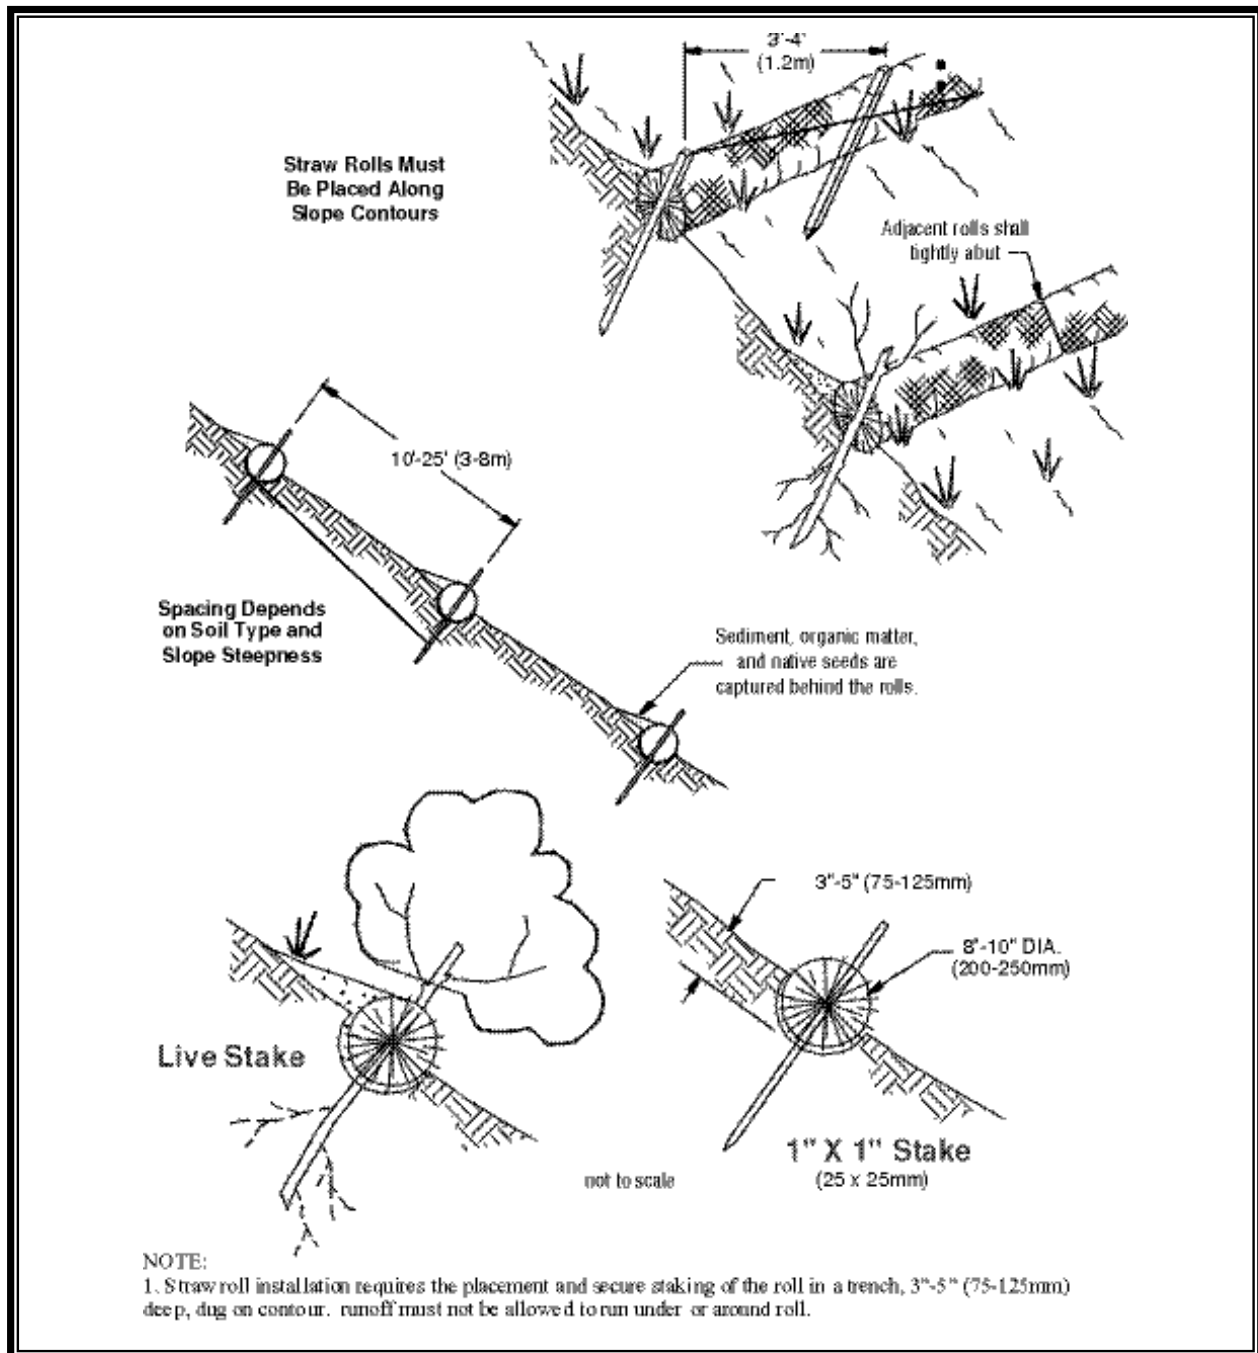 3'-4'
(1.2m)
Straw Rolls Must
Be Placed Along
Slope Contours
Adjacent rolls shall
tightly abut
10'-25' (3-8m)
Spacing Depends
on Soil Type and
Slope Steepness
Sediment, organic matter,
and native seeds are
captured behind the rolls.
3"-5" (75-125mm)
8"-10" DIA.
(200-250mm)
Live Stake
1" X 1" Stake
(25 x 25mm)
not to scale
NOTE:
1. Straw roll installation requires the placement and secure staking of the roll in a trench, 3"-5" (75-125mm)
deep, dug on contour. runoff must not be allowed to run under or around roll.